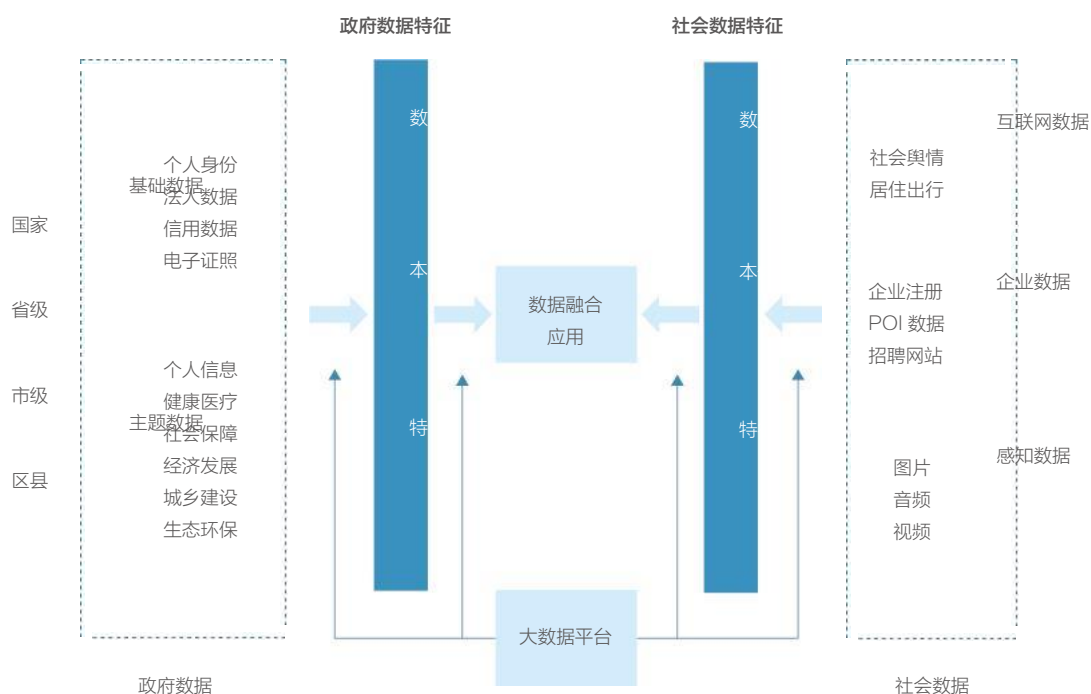 政府数据特征
社会数据特征
国家
省级
市级
区县
基础数据
个人身份
法人数据
信用数据
电子证照
主题数据
个人信息
健康医疗
社会保障
经济发展
城乡建设
生态环保
政府数据
数
本
特
数据融合
应用
大数据平台
数
本
特
社会舆情
居住出行
企业注册
POI 数据
招聘网站
图片
音频
视频
互联网数据
企业数据
感知数据
社会数据